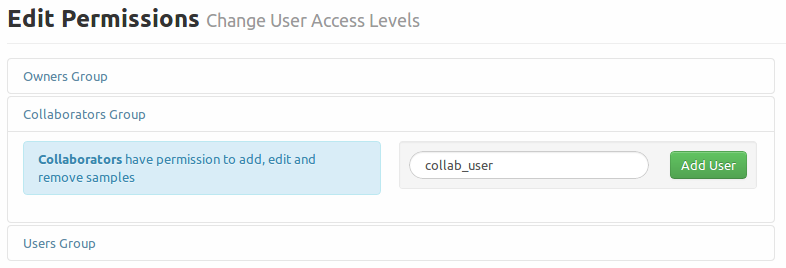 Edit Permissions Change User Access Levels
Owners Group
Collaborators Group
Collaborators have permission to add, edit and
remove samples
collab_user
Add User
Users Group